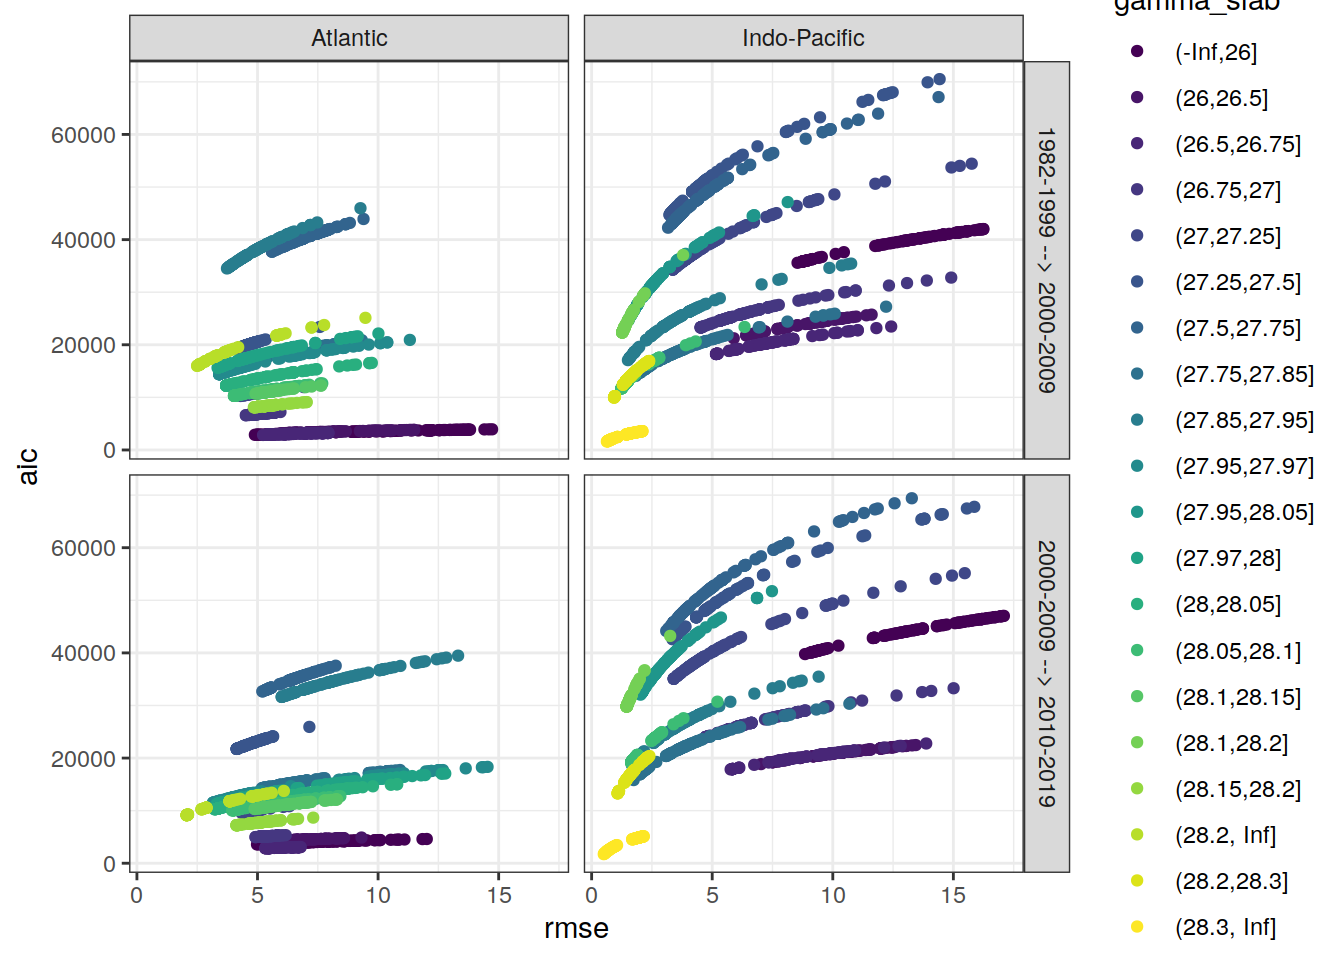 Atlantic
Indo-Pacific
gamma_slab
60000
40000
20000
0
1982-1999 --> 2000-2009
60000
40000
20000
0
2000-2009 --> 2010-2019
aic
0 5 10 15
0 5 10 15
rmse
(-Inf,26]
(26,26.5]
(26.5,26.75]
(26.75,27]
(27,27.25]
(27.25,27.5]
(27.5,27.75]
(27.75,27.85]
(27.85,27.95]
(27.95,27.97]
(27.95,28.05]
(27.97,28]
(28,28.05]
(28.05,28.1]
(28.1,28.15]
(28.1,28.2]
(28.15,28.2]
(28.2, Inf]
(28.2,28.3]
(28.3, Inf]